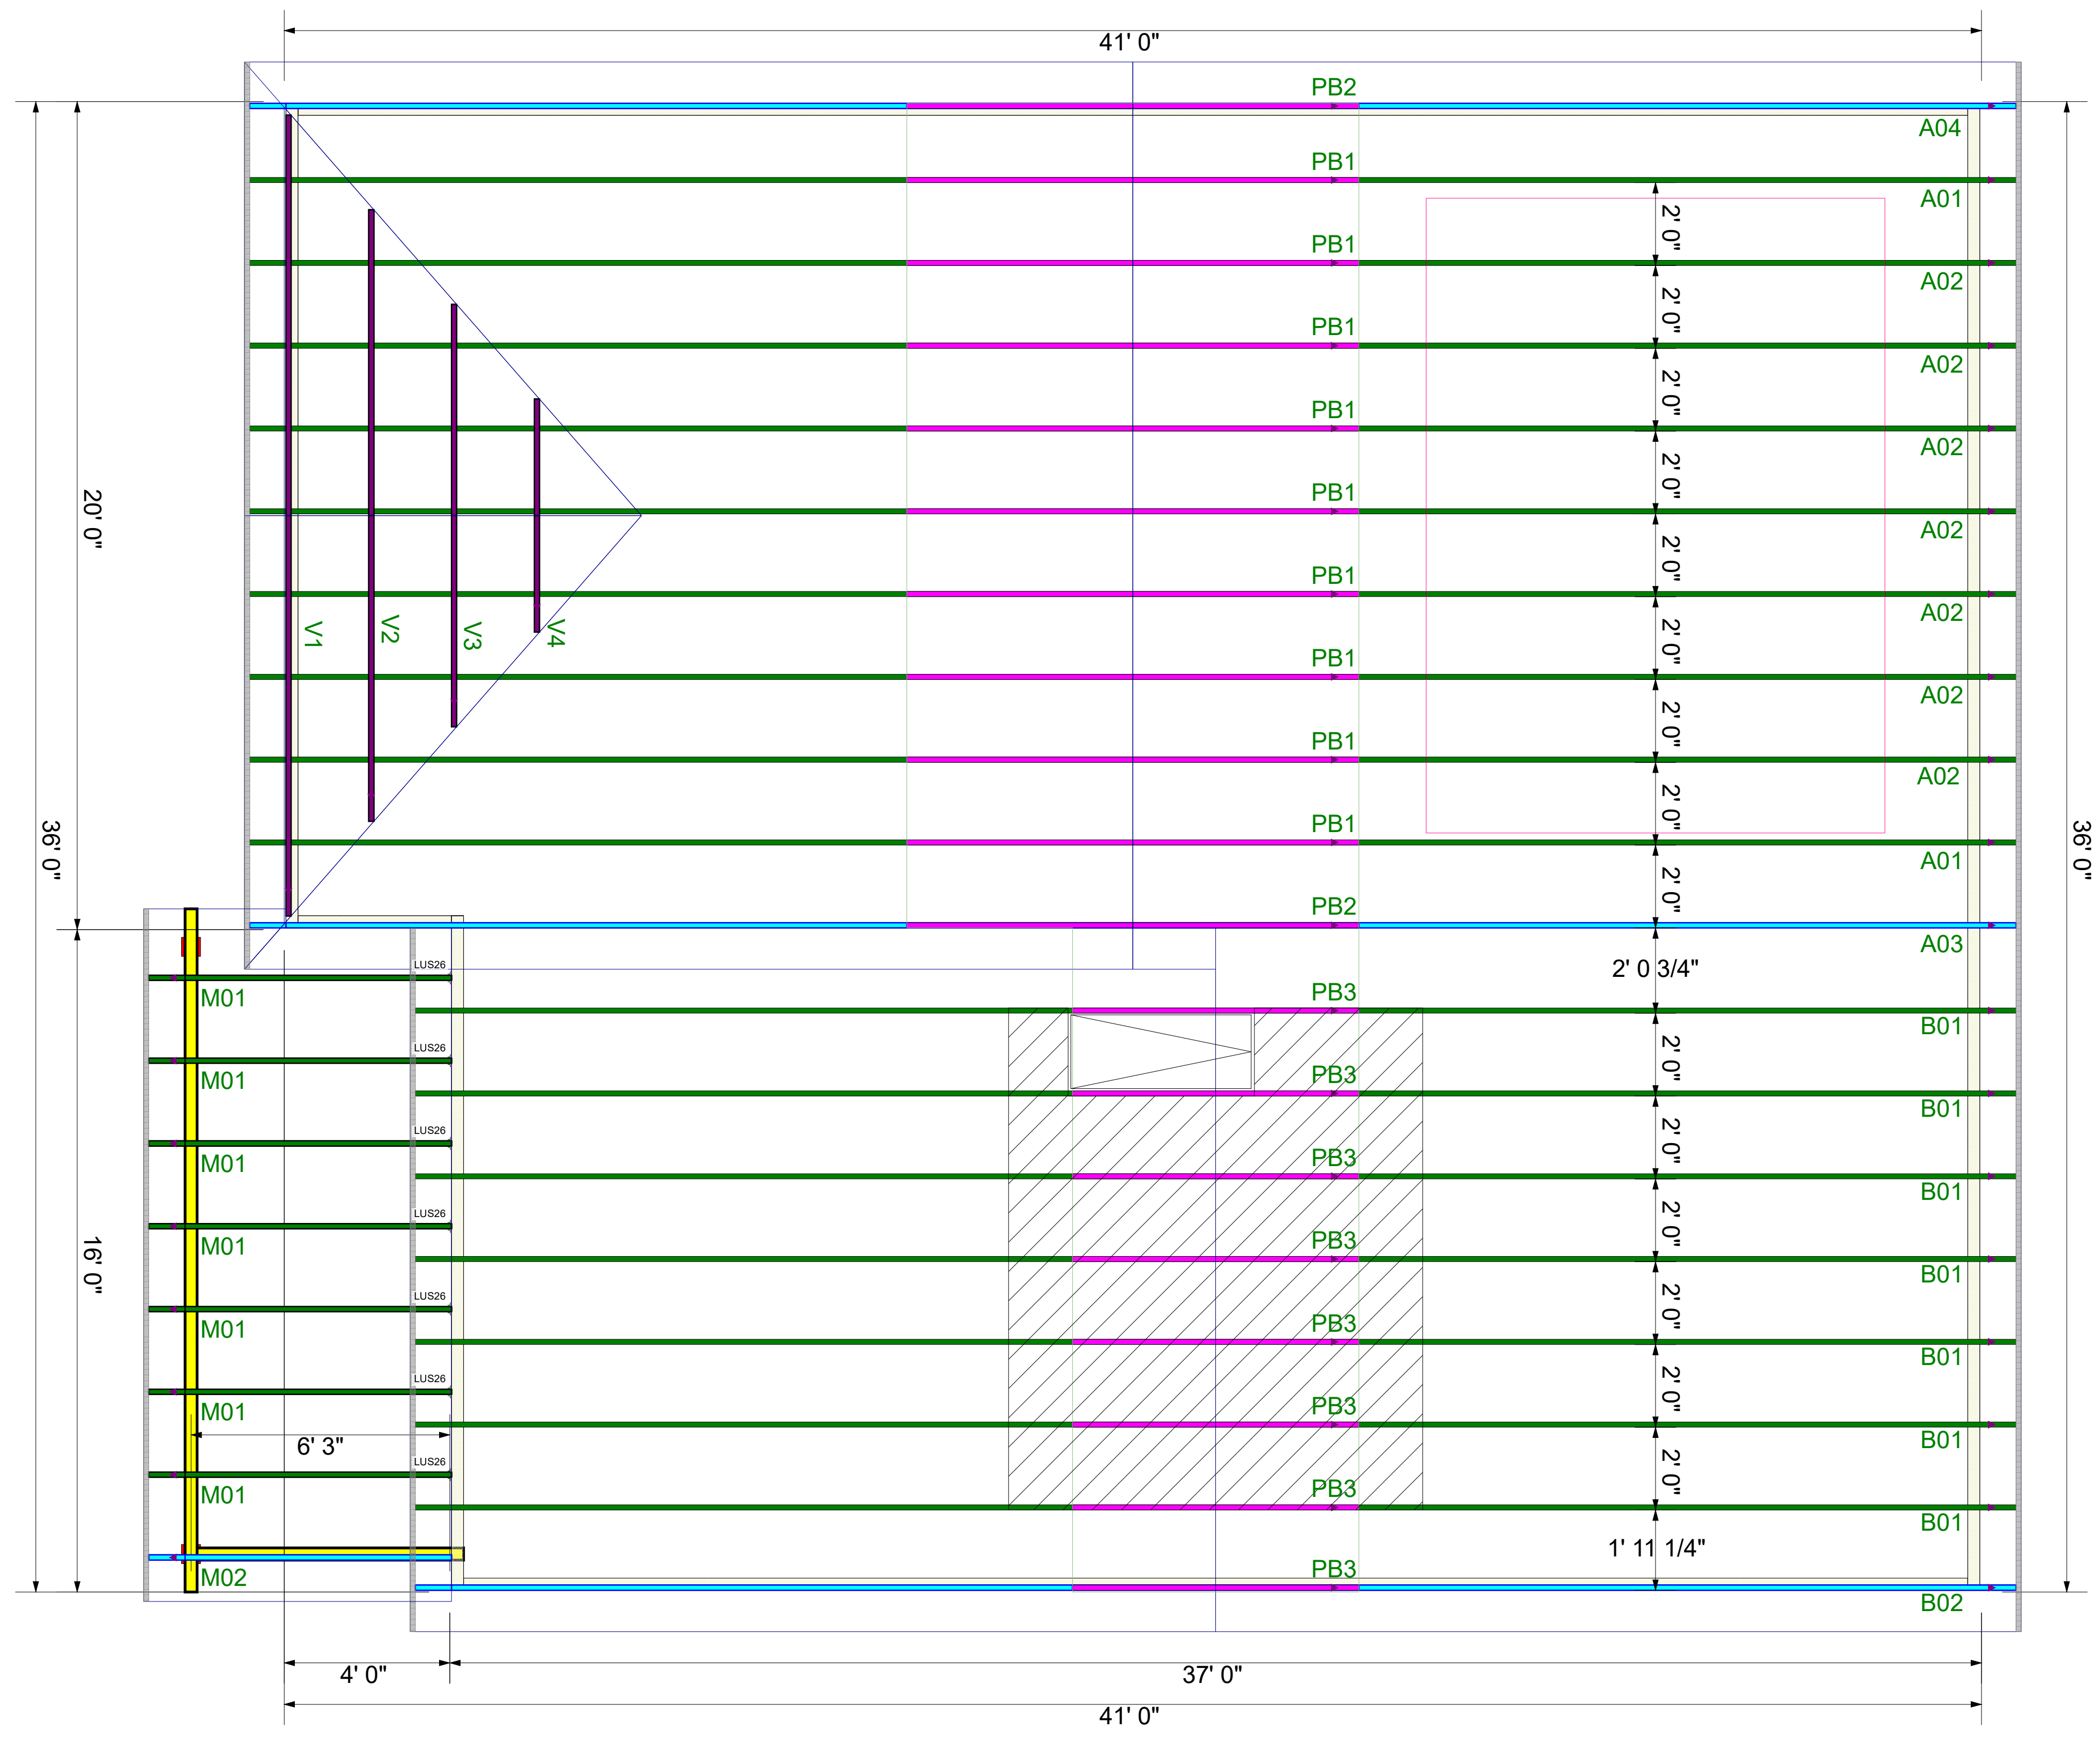 41' 0"
PB2
A04
PB1
A01
2' 0"
PB1
A02
2' 0"
PB1
A02
2' 0"
PB1
A02
2' 0"
PB1
A02
2' 0"
PB1
A02
2' 0"
V1
V2
V3
V4
PB1
A02
2' 0"
PB1
A02
2' 0"
PB1
A01
2' 0"
PB2
A03
20' 0"
36' 0"
36' 0"
2' 0 3/4"
LUS26
M01
PB3
B01
2' 0"
LUS26
M01
PB3
B01
2' 0"
LUS26
M01
PB3
B01
2' 0"
LUS26
M01
PB3
B01
2' 0"
16' 0"
LUS26
M01
PB3
B01
2' 0"
LUS26
M01
PB3
B01
2' 0"
6' 3"
LUS26
M01
PB3
B01
1' 11 1/4"
M02
PB3
B02
4' 0"
37' 0"
41' 0"